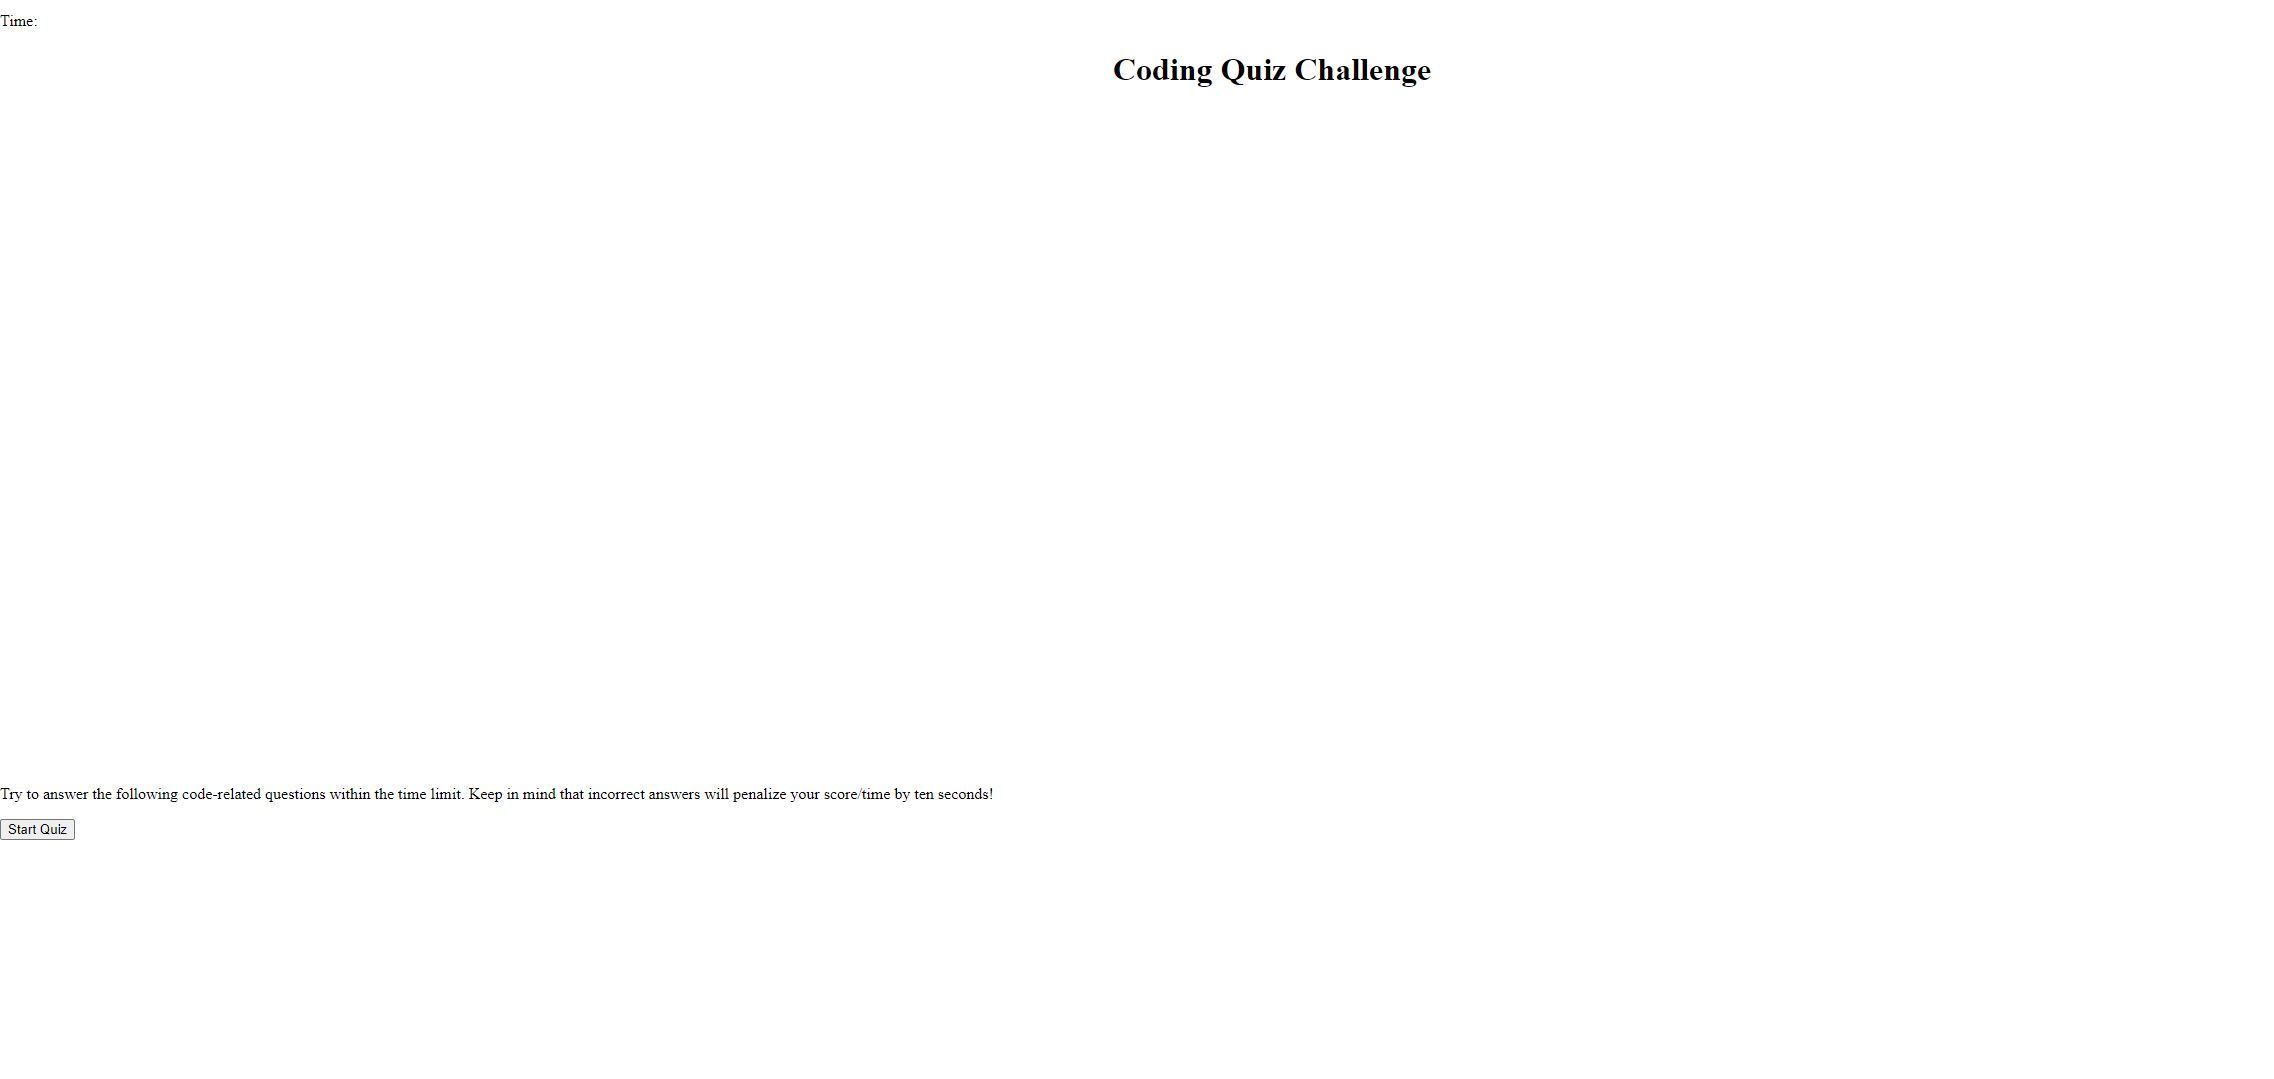 Time:
Coding Quiz Challenge
Try to answer the following code-related questions within the time limit. Keep in mind that incorrect answers will penalize your score/time by ten seconds!
Start Quiz